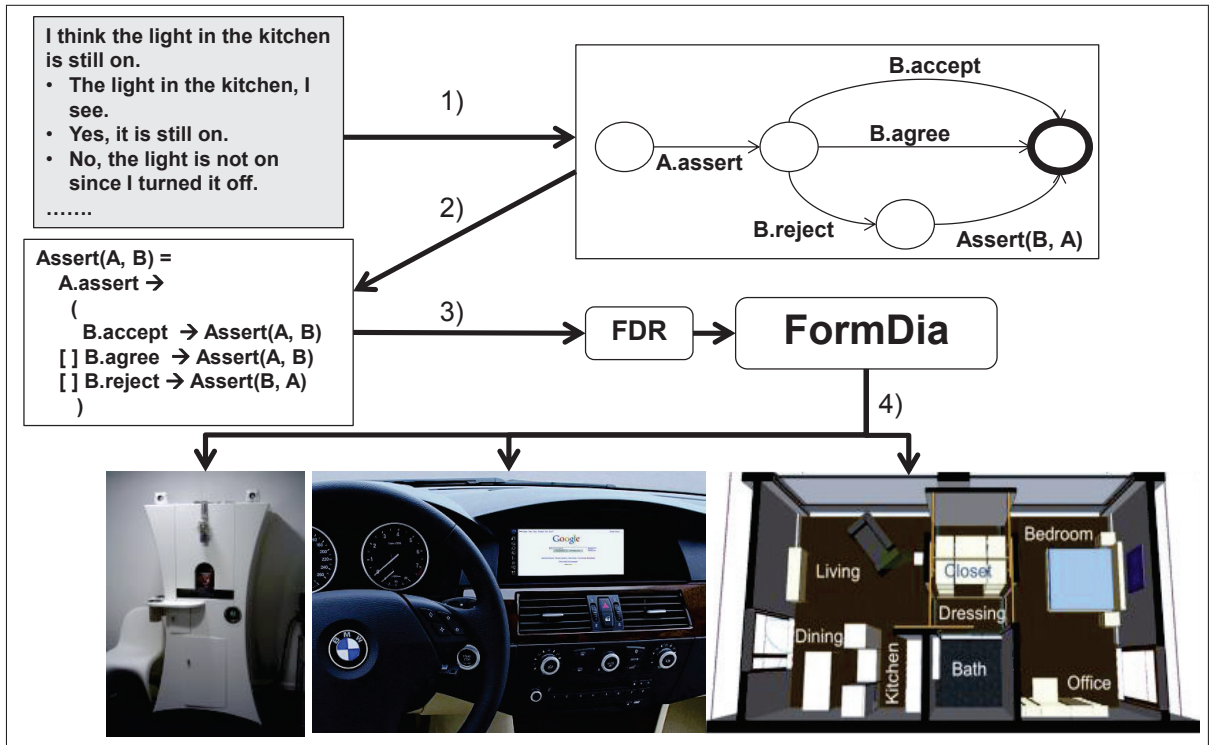 I think the light in the kitchen
is still on.
• The light in the kitchen, I
see.
• Yes, it is still on.
• No, the light is not on
since I turned it off.
…….
1)
B.accept
B.agree
A.assert
B.reject
Assert(B, A)
2)
Assert(A, B) =
A.assert →
(
B.accept → Assert(A, B)
[ ] B.agree → Assert(A, B)
[ ] B.reject → Assert(B, A)
)
3)
FDR
FormDia
4)
Google
BMW
Living
Closet
Bedroom
Dressing
Dining
Kitchen
Bath
Office